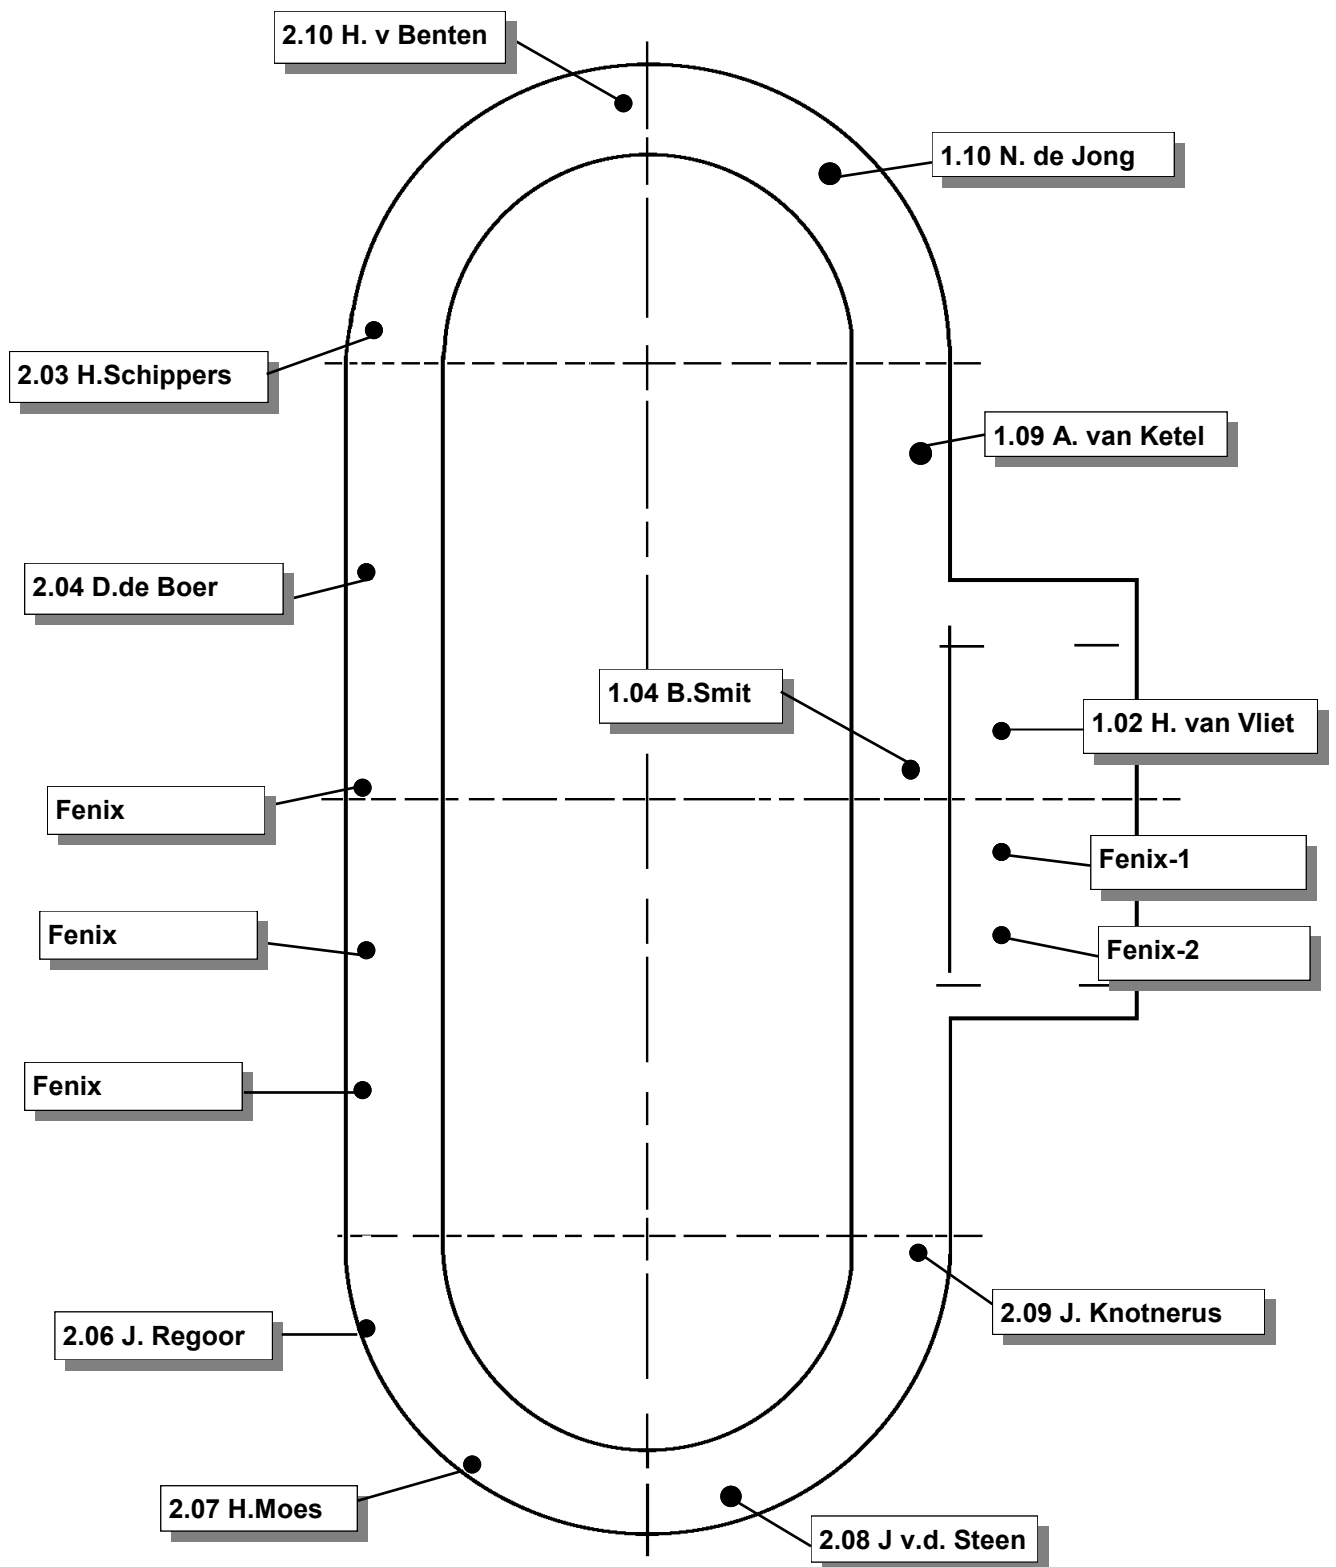 2.10 H. v Benten
1.10 N. de Jong
2.03 H.Schippers
1.09 A. van Ketel
2.04 D.de Boer
1.04 B.Smit
1.02 H. van Vliet
Fenix
Fenix-1
Fenix
Fenix-2
Fenix
2.09 J. Knotnerus
2.06 J. Regoor
2.07 H.Moes
2.08 J v.d. Steen